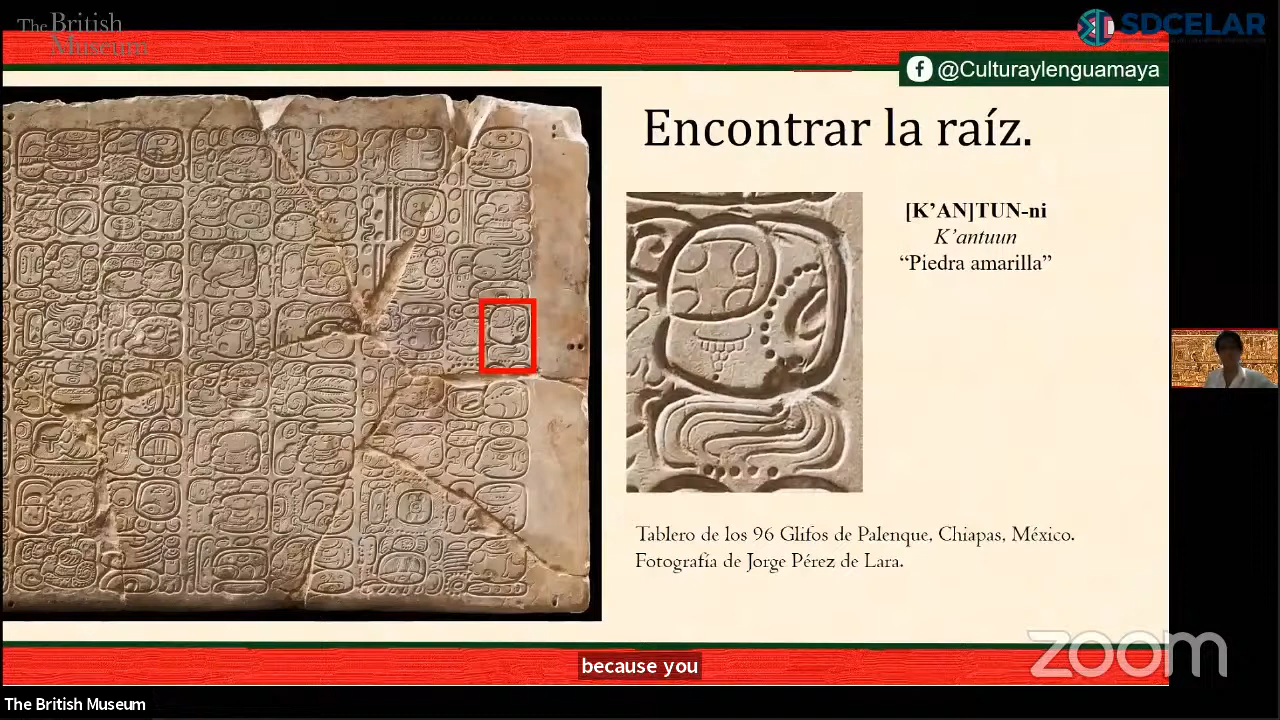 The British
Museum
SDCELAR
@Culturaylenguamaya
Encontrar la raíz.
[K’AN]TUN-ni
K’antuun
“Piedra amarilla”
Tablero de los 96 Glifos de Palenque, Chiapas, México.
Fotografía de Jorge Pérez de Lara.
zoom
because you
The British Museum